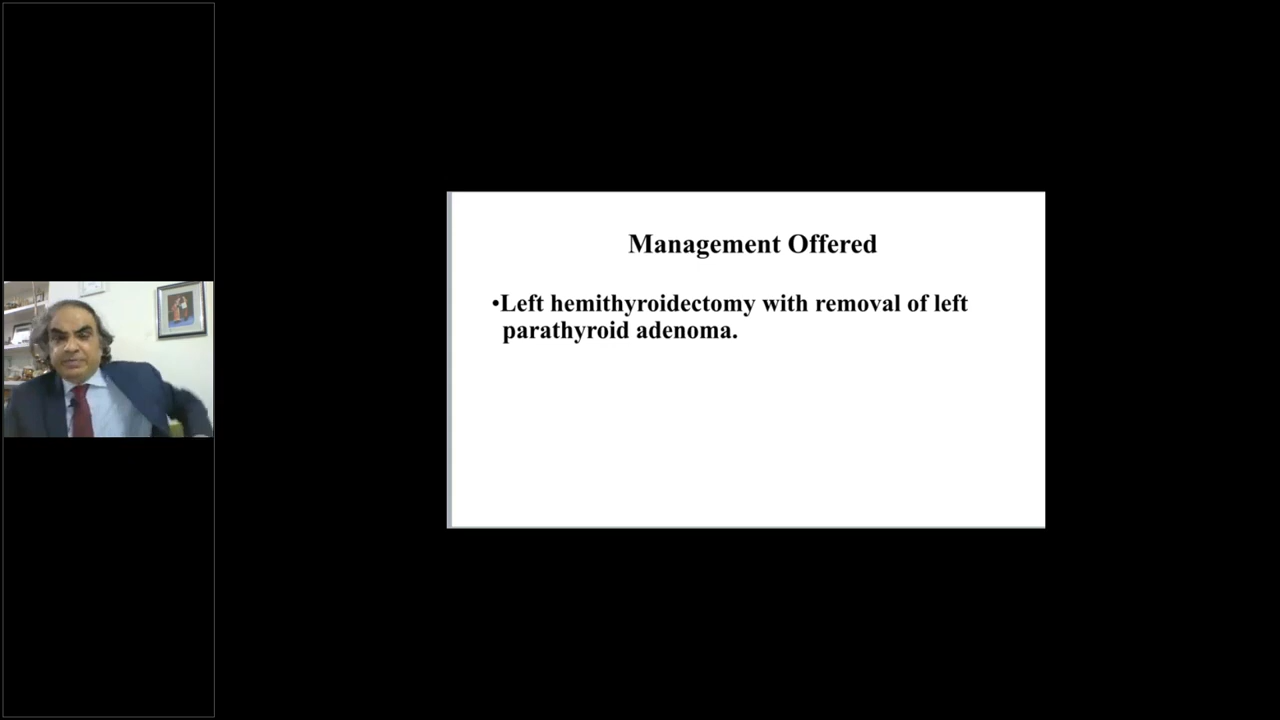 Management Offered
•Left hemithyroidectomy with removal of left
parathyroid adenoma.